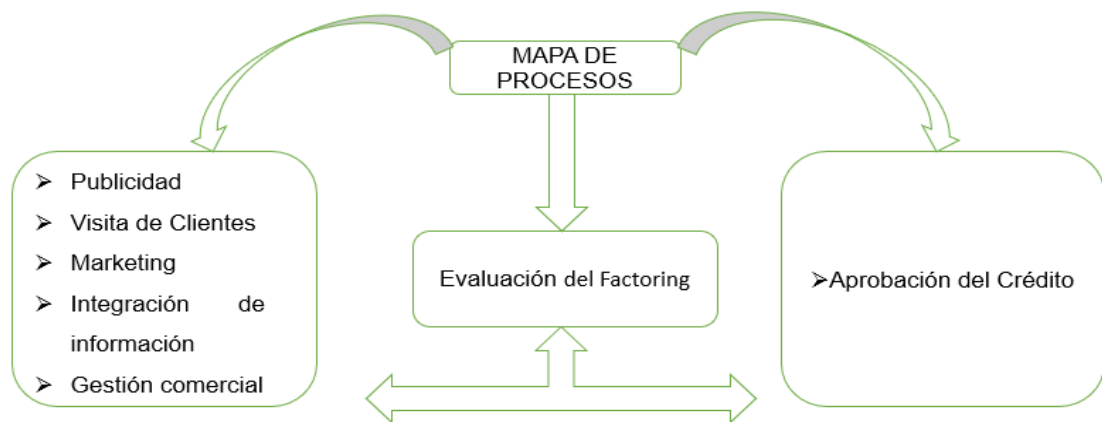 MAPA DE
PROCESOS
➢ Publicidad
➢ Visita de Clientes
➢ Marketing
➢ Integración de
información
➢ Gestión comercial
Evaluación del Factoring
➢Aprobación del Crédito